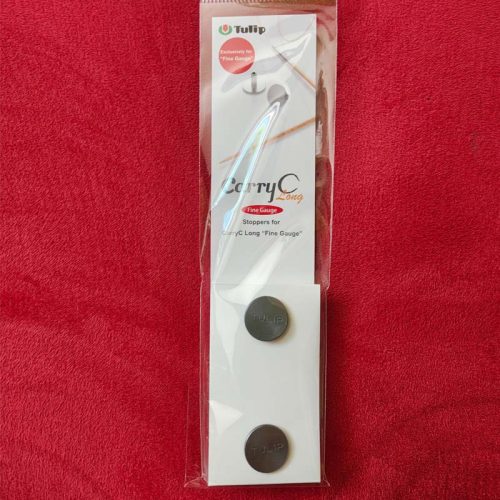 Tulip
Exclusively for
"Fine Gauge"
CarryC
Long
Fine Gauge
Stoppers for
CarryC Long "Fine Gauge"
TULIP
TULIP